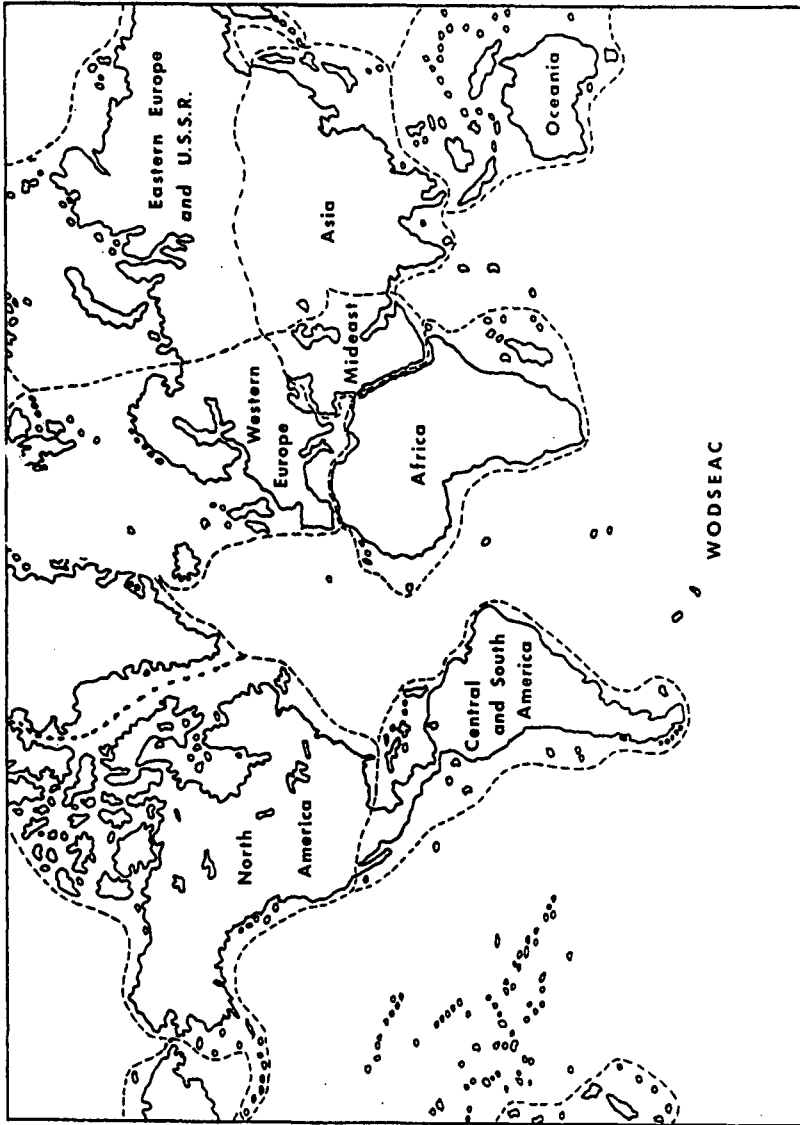 North
America
Central
and South
America
Western
Europe
Eastern Europe
and U.S.S.R.
Mideast
Africa
Asia
Oceania
WODSEAC